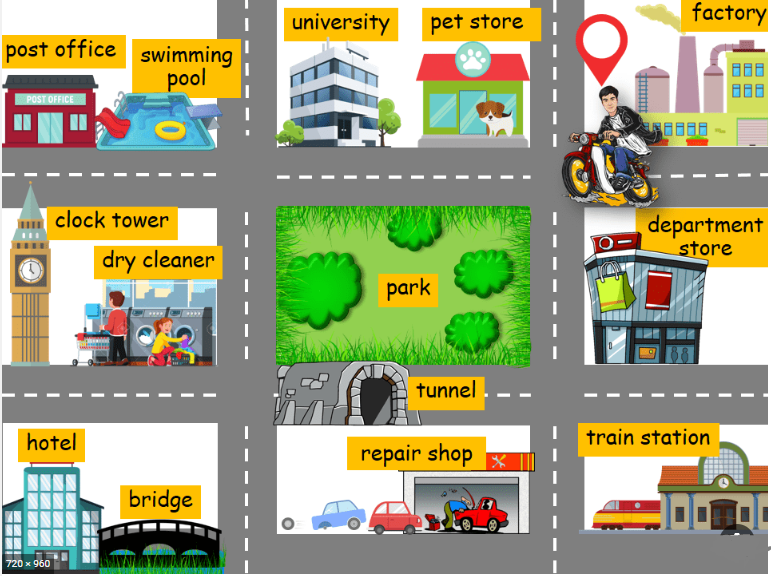 university
pet store
factory
post office
swimming
pool
POST OFFICE
clock tower
department
store
dry cleaner
park
tunnel
hotel
repair shop
train station
bridge
720 × 960